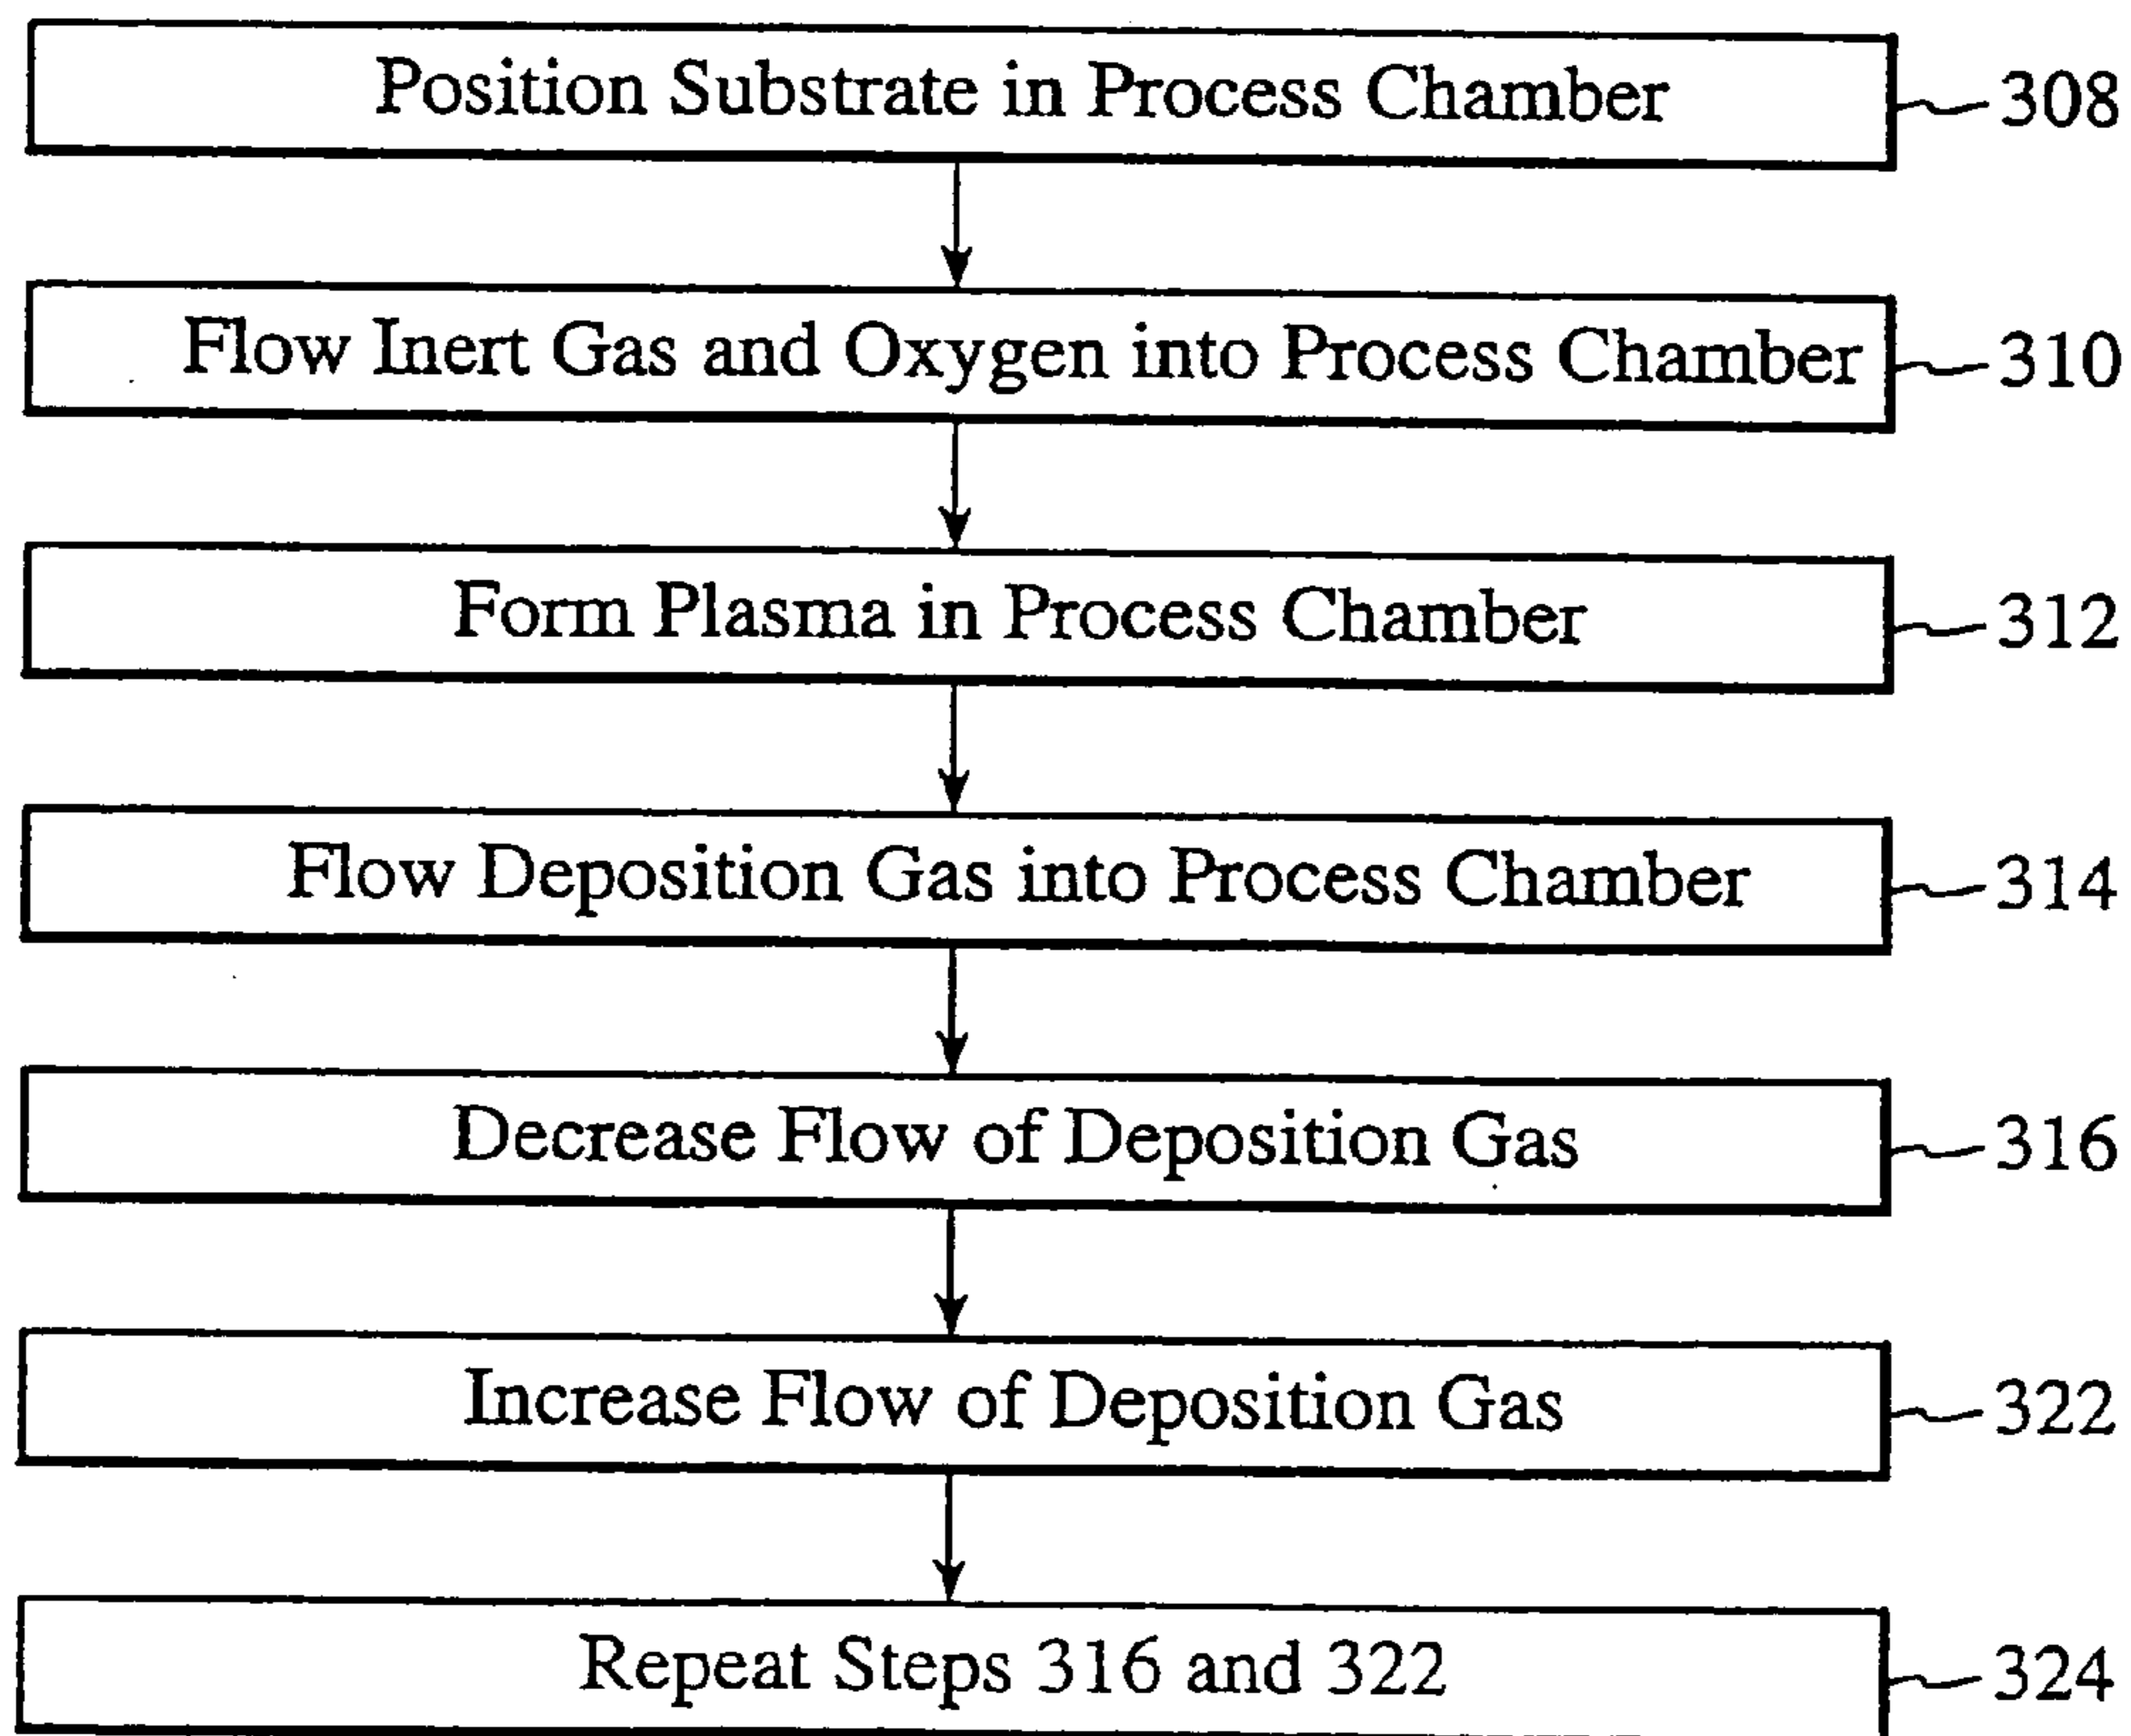 Position Substrate in Process Chamber
308
Flow Inert Gas and Oxygen into Process Chamber
310
Form Plasma in Process Chamber
312
Flow Deposition Gas into Process Chamber
314
Decrease Flow of Deposition Gas
316
Increase Flow of Deposition Gas
322
Repeat Steps 316 and 322
324